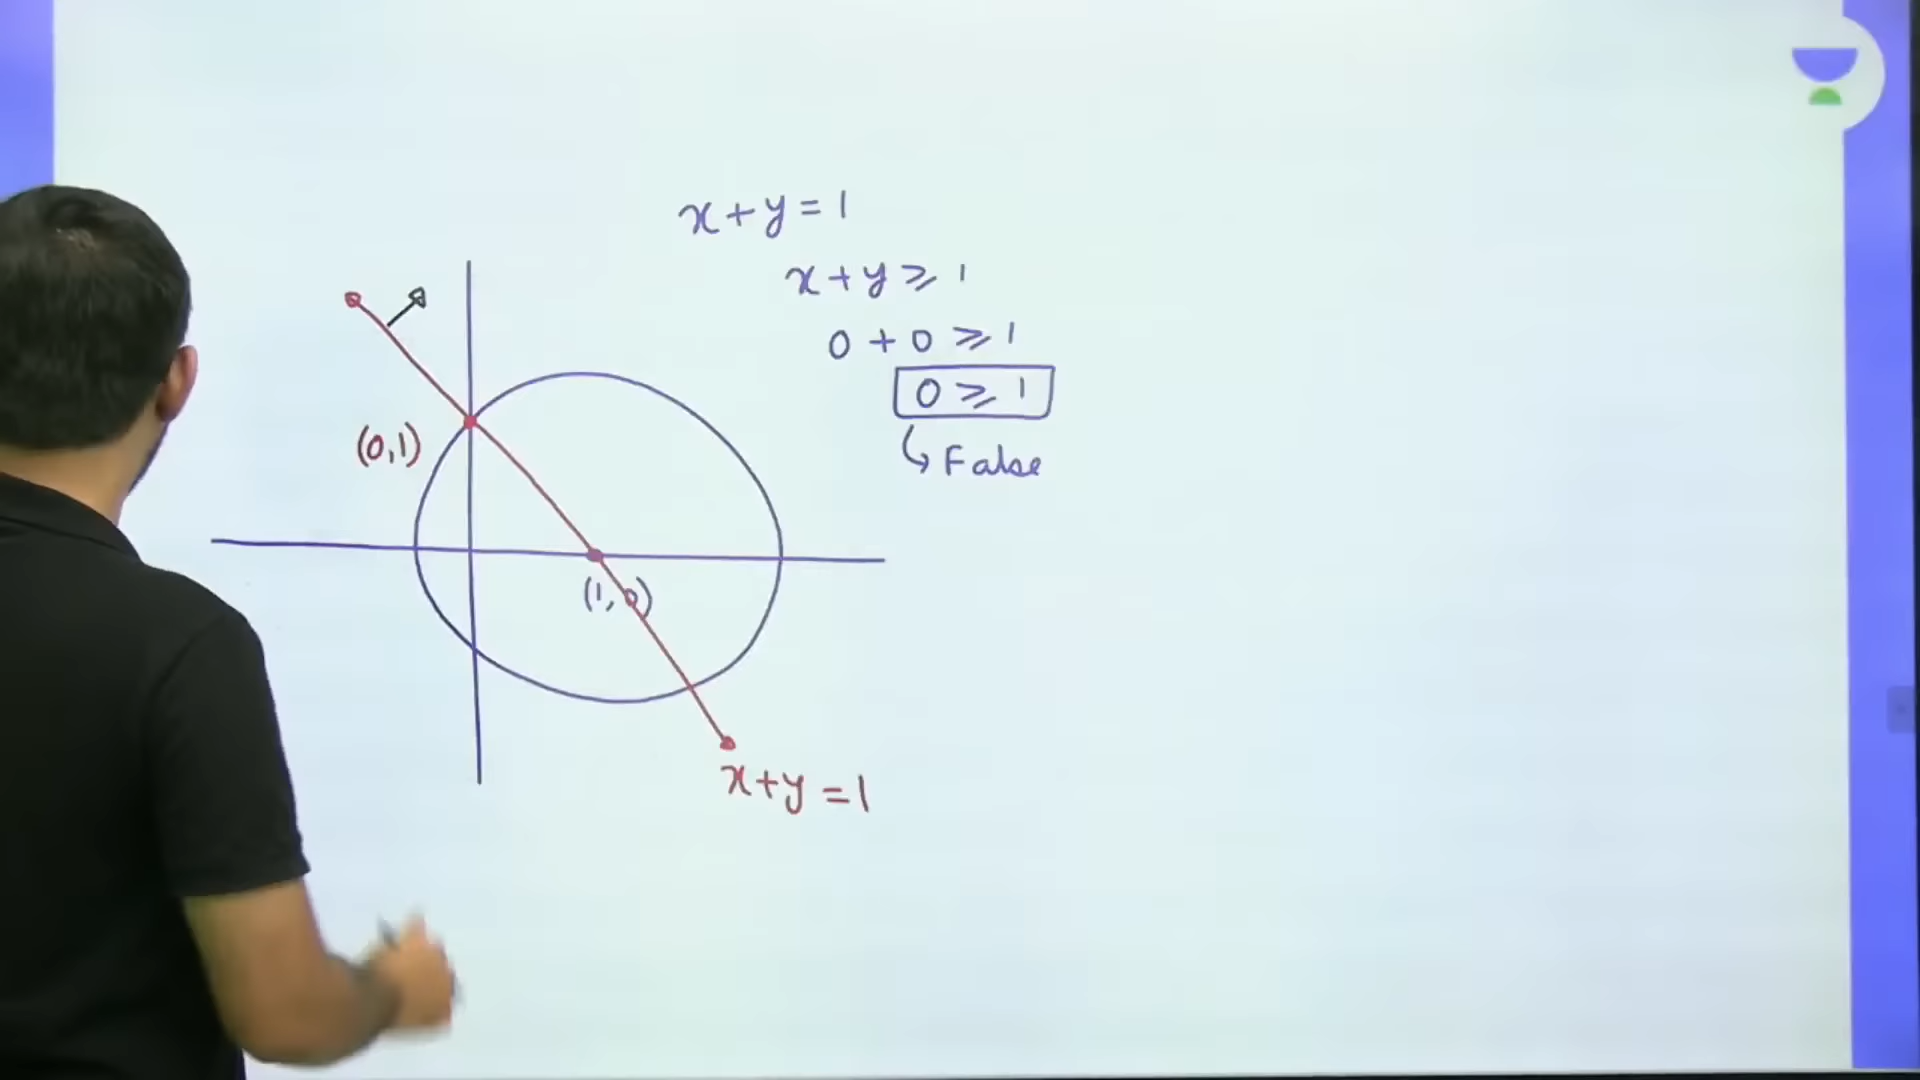 x + y = 1
x + y ⩾ 1
0 + 0 ⩾ 1
0 ⩾ 1
↳ False
(0,1)
(1, 0)
x + y = 1